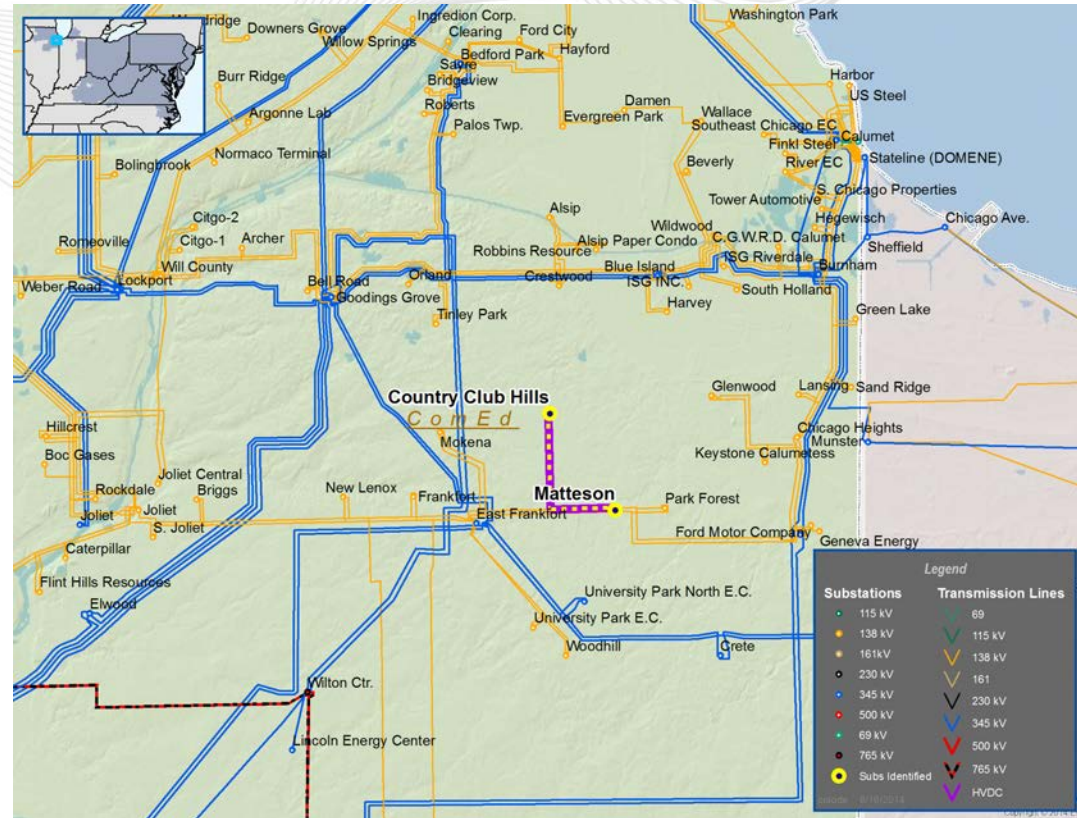 Ingredion Corp.
Washington Park
Downers Grove
Clearing
Ford City
Willow Springs
Hayford
Bedford Park
Sayre
Burr Ridge
Bridgeview
Harbor
US Steel
Roberts
Damen
Wallace
Argonne Lab
Evergreen Park
Palos Twp.
Southeast Chicago EC
Calumet
Finkl Steel
Normaco Terminal
Stateline (DOMENE)
Bolingbrook
Beverly
River EC
S. Chicago Properties
Tower Automotive
Citgo-2
Alsip
Hegewisch
Chicago Ave.
Wildwood
Romeoville
Citgo-1
Archer
Robbins Resource
Alsip Paper Condo
C.G.W.R.D. Calumet
Sheffield
Will County
ISG Riverdale
Burnham
Weber Road
Lockport
Bell Road
Orland
Crestwood
Blue Island
ISG INC.
South Holland
Goodings Grove
Harvey
Green Lake
Tinley Park
Country Club Hills
Glenwood
Lansing
Sand Ridge
ComEd
Hillcrest
Mokena
Chicago Heights
Munster
Boc Gases
Keystone Calumetess
Joliet Central
Rockdale
Briggs
New Lenox
Frankfort
Matteson
Park Forest
Joliet
Joliet
East Frankfort
S. Joliet
Ford Motor Company
Geneva Energy
Caterpillar
Flint Hills Resources
Elwood
University Park North E.C.
University Park E.C.
Woodhill
Crete
Wilton Ctr.
Lincoln Energy Center
Legend
Substations
115 kV
138 kV
161kV
230 kV
345 kV
500 kV
69 kV
765 kV
Subs Identified
Transmission Lines
69
115 kV
138 kV
161
230 kV
345 kV
500 kV
765 kV
HVDC